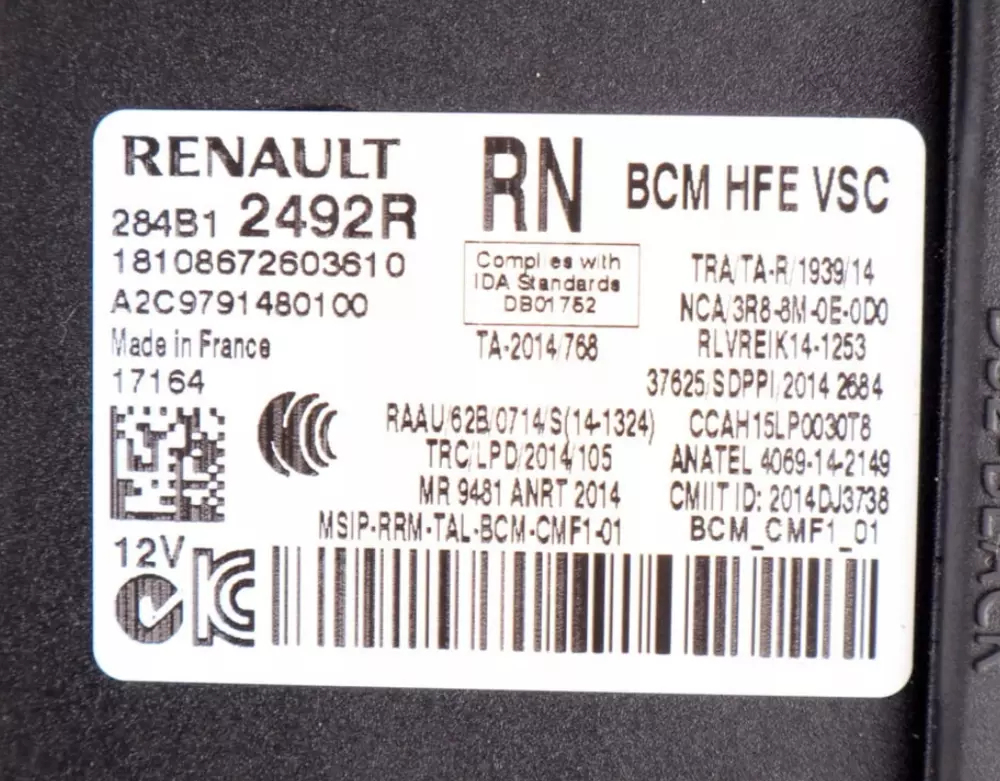 RENAULT
284B1 2492R
18108672603610
A2C9791480100
Made in France
17164
RN
BCM HFE VSC
Complies with
IDA Standards
DB01752
TA-2014/768
TRA/TA-R/1939/14
NCA/3R8-8M-0E-0D0
RLVREIK14-1253
37625/SDPPI/2014 2684
RAAU/62B/0714/S(14-1324)
CCAH15LP0030T8
TRC/LPD/2014/105
ANATEL 4069-14-2149
MR 9481 ANRT 2014
CMIIT ID: 2014DJ3738
MSIP-RRM-TAL-BCM-CMF1-01
BCM_CMF1_01
12V